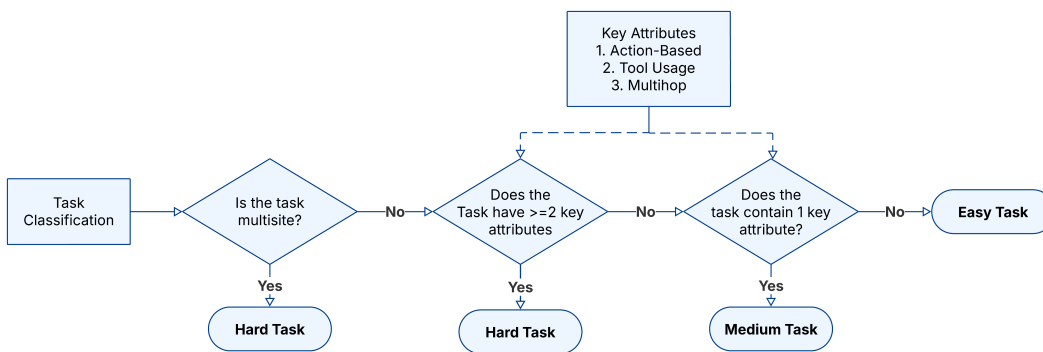 Key Attributes
1. Action-Based
2. Tool Usage
3. Multihop
Task
Classification
Is the task
multisite?
No
Does the
Task have >=2 key
attributes
No
Does the
task contain 1 key
attribute?
No
Easy Task
Yes
Yes
Yes
Hard Task
Hard Task
Medium Task